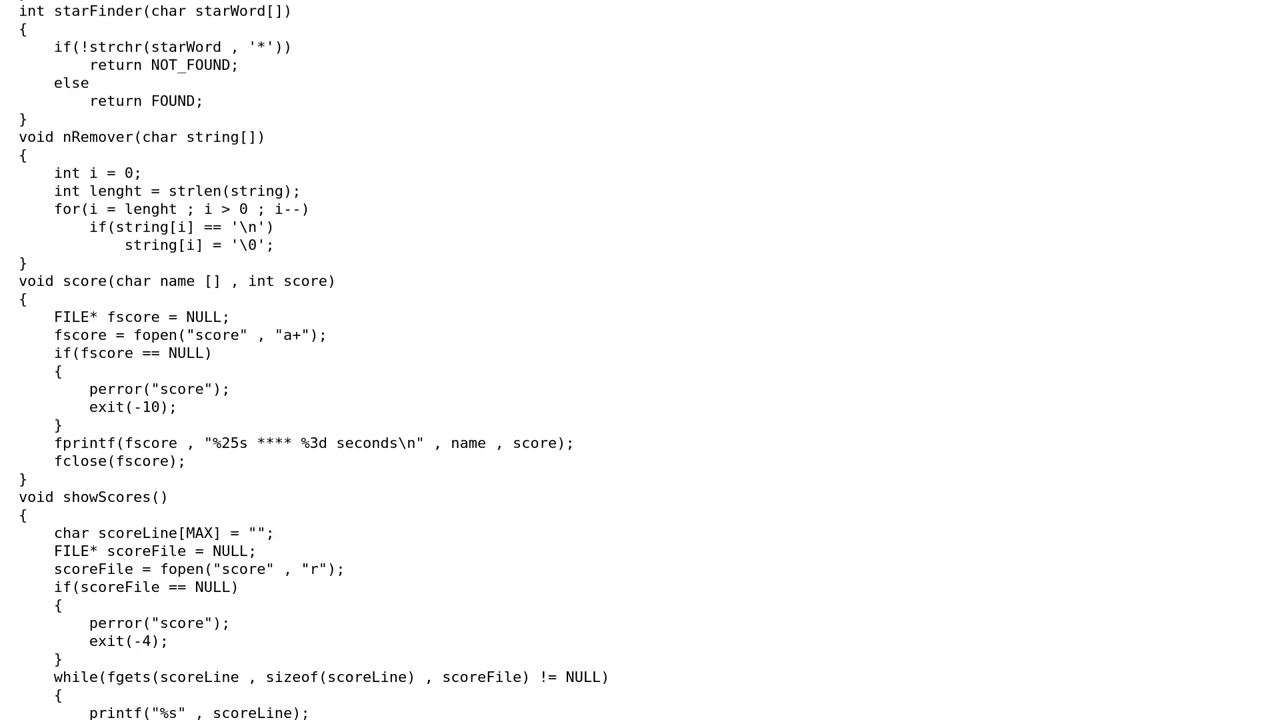 int starFinder(char starWord[])
{
    if(!strchr(starWord , '*'))
        return NOT_FOUND;
    else
        return FOUND;
}
void nRemover(char string[])
{
    int i = 0;
    int lenght = strlen(string);
    for(i = lenght ; i > 0 ; i--)
        if(string[i] == '\n')
            string[i] = '\0';
}
void score(char name [] , int score)
{
    FILE* fscore = NULL;
    fscore = fopen("score" , "a+");
    if(fscore == NULL)
    {
        perror("score");
        exit(-10);
    }
    fprintf(fscore , "%25s **** %3d seconds\n" , name , score);
    fclose(fscore);
}
void showScores()
{
    char scoreLine[MAX] = "";
    FILE* scoreFile = NULL;
    scoreFile = fopen("score" , "r");
    if(scoreFile == NULL)
    {
        perror("score");
        exit(-4);
    }
    while(fgets(scoreLine , sizeof(scoreLine) , scoreFile) != NULL)
    {
        printf("%s" , scoreLine);